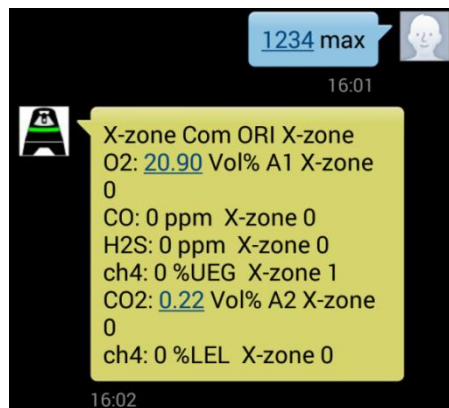 1234 max
16:01
X-zone Com ORI X-zone
O2: 20.90 Vol% A1 X-zone
0
CO: 0 ppm  X-zone 0
H2S: 0 ppm  X-zone 0
ch4: 0 %UEG  X-zone 1
CO2: 0.22 Vol% A2 X-zone
0
ch4: 0 %LEL  X-zone 0
16:02